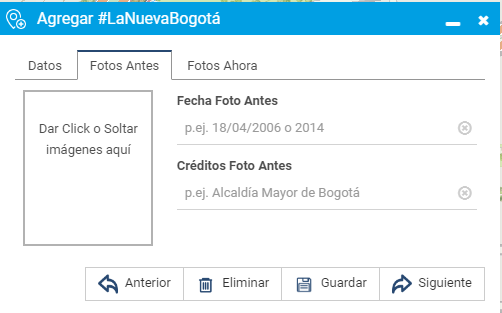 Agregar #LaNuevaBogotá
Datos
Fotos Antes
Fotos Ahora
Dar Click o Soltar
imágenes aquí
Fecha Foto Antes
p.ej. 18/04/2006 o 2014
Créditos Foto Antes
p.ej. Alcaldía Mayor de Bogotá
Anterior
Eliminar
Guardar
Siguiente